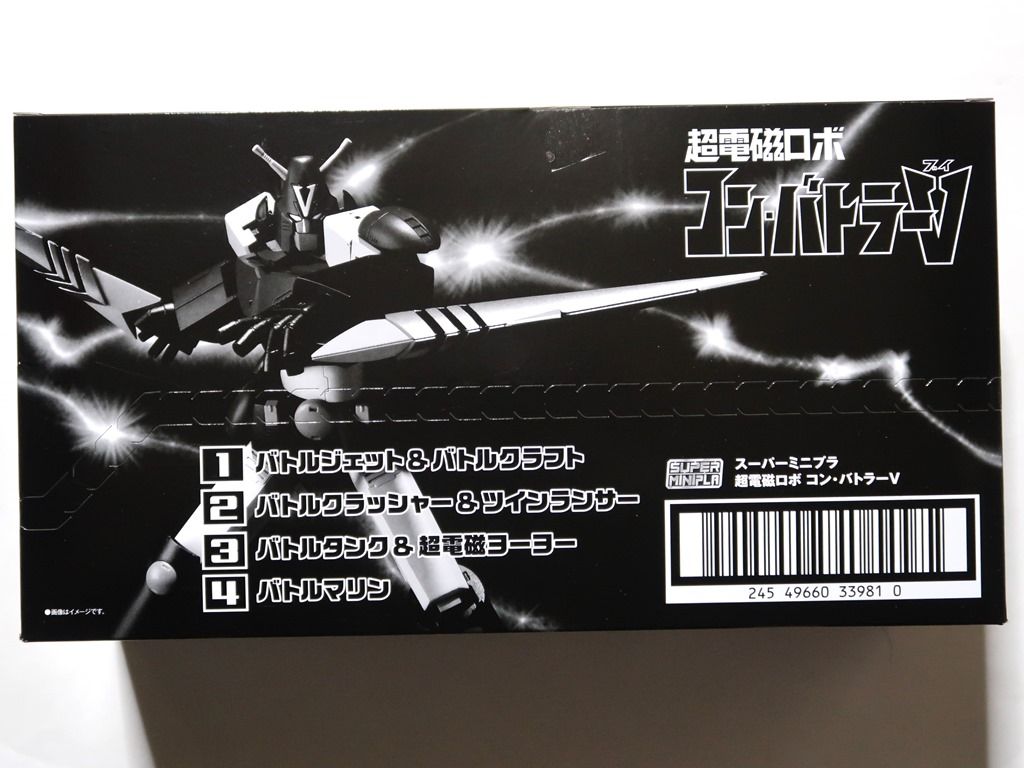 超電磁ロボ
コン・バトラーV
ブイ
V
1 バトルジェット&バトルクラフト
2 バトルクラッシャー&ツインランサー
3 バトルタンク&超電磁ヨーヨー
4 バトルマリン
SUPER
MINIPLA
スーパーミニプラ
超電磁ロボ コン・バトラーV
245 49660 33981 0
●画像はイメージです。